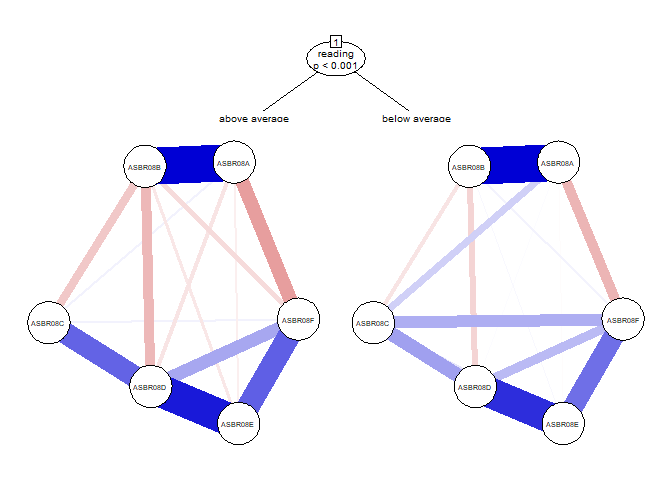 1
reading
p < 0.001
above average
below average
ASBR08B
ASBR08A
ASBR08C
ASBR08F
ASBR08D
ASBR08E
ASBR08B
ASBR08A
ASBR08C
ASBR08F
ASBR08D
ASBR08E